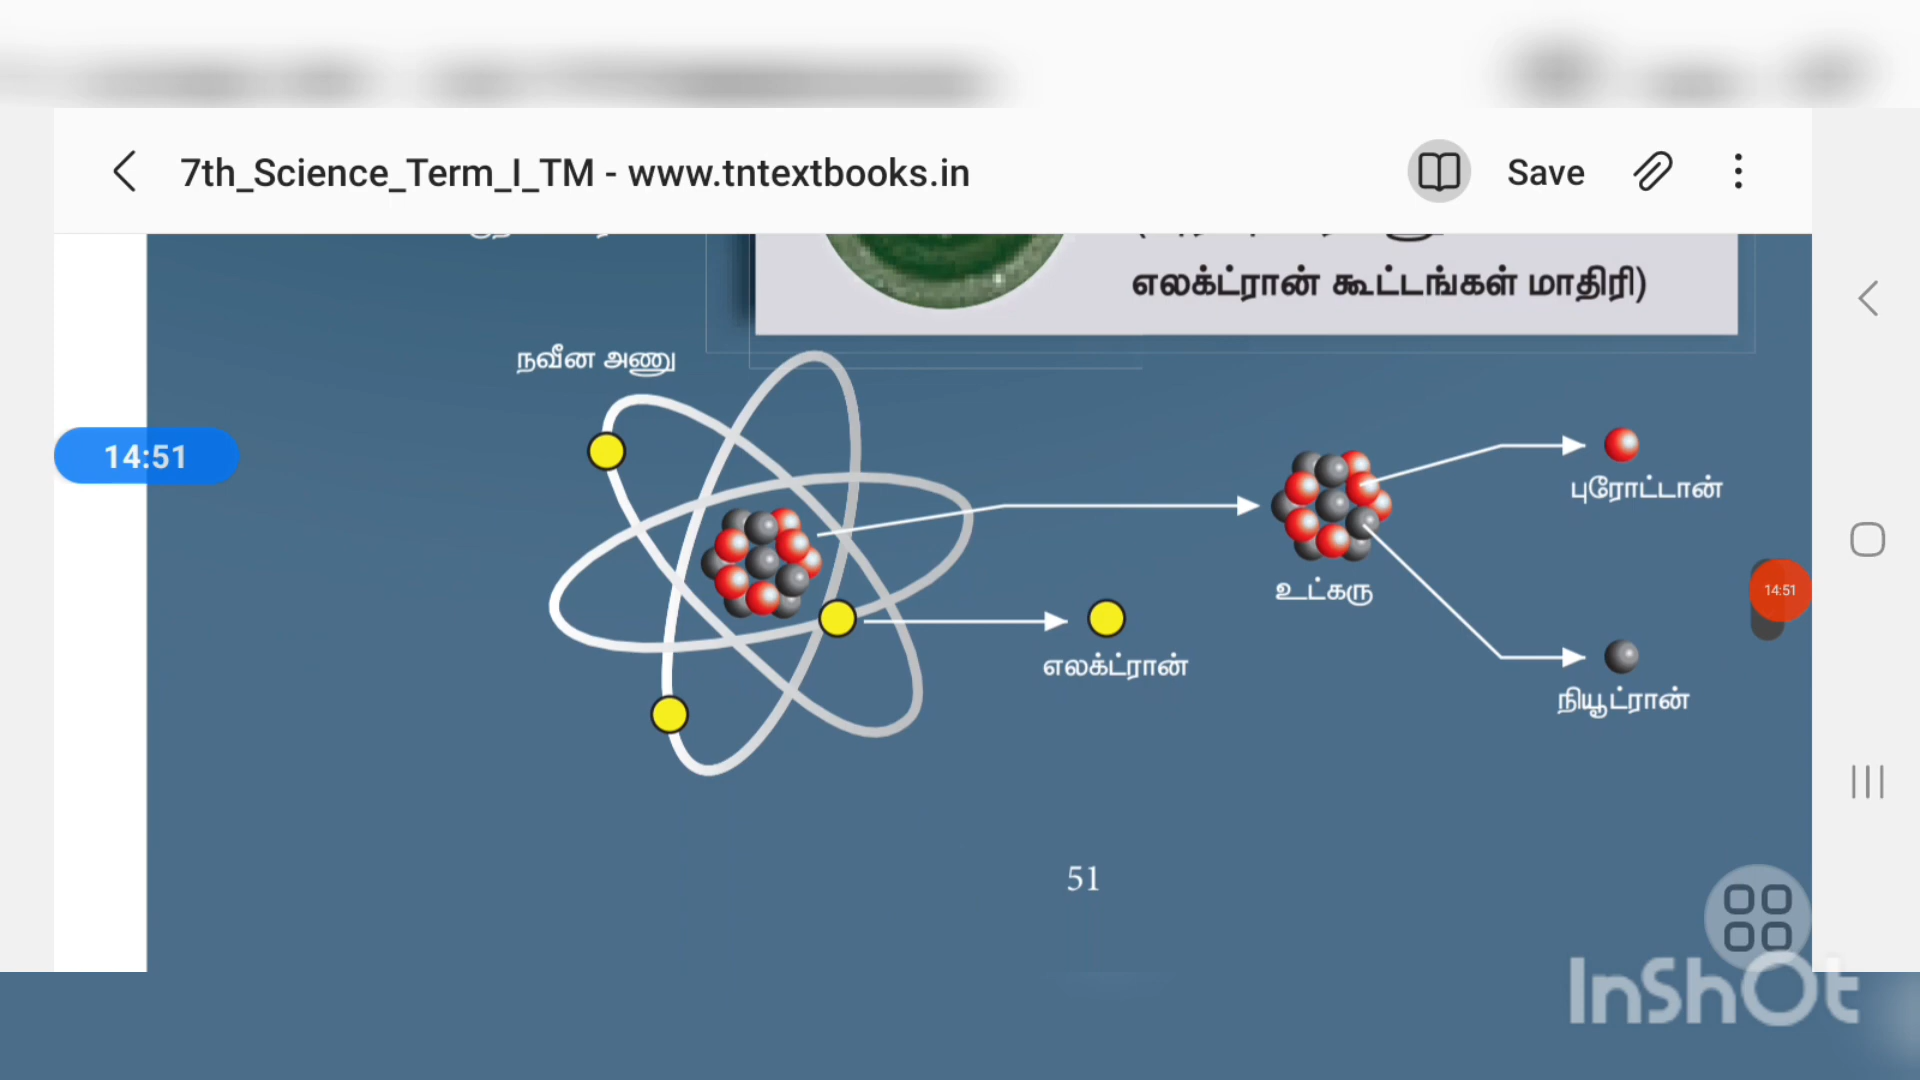 7th_Science_Term_I_TM - www.tntextbooks.in
Save
எலக்ட்ரான் கூட்டங்கள் மாதிரி)
நவீன அணு
14:51
புரோட்டான்
14:51
உட்கரு
எலக்ட்ரான்
நியூட்ரான்
51
InShOt